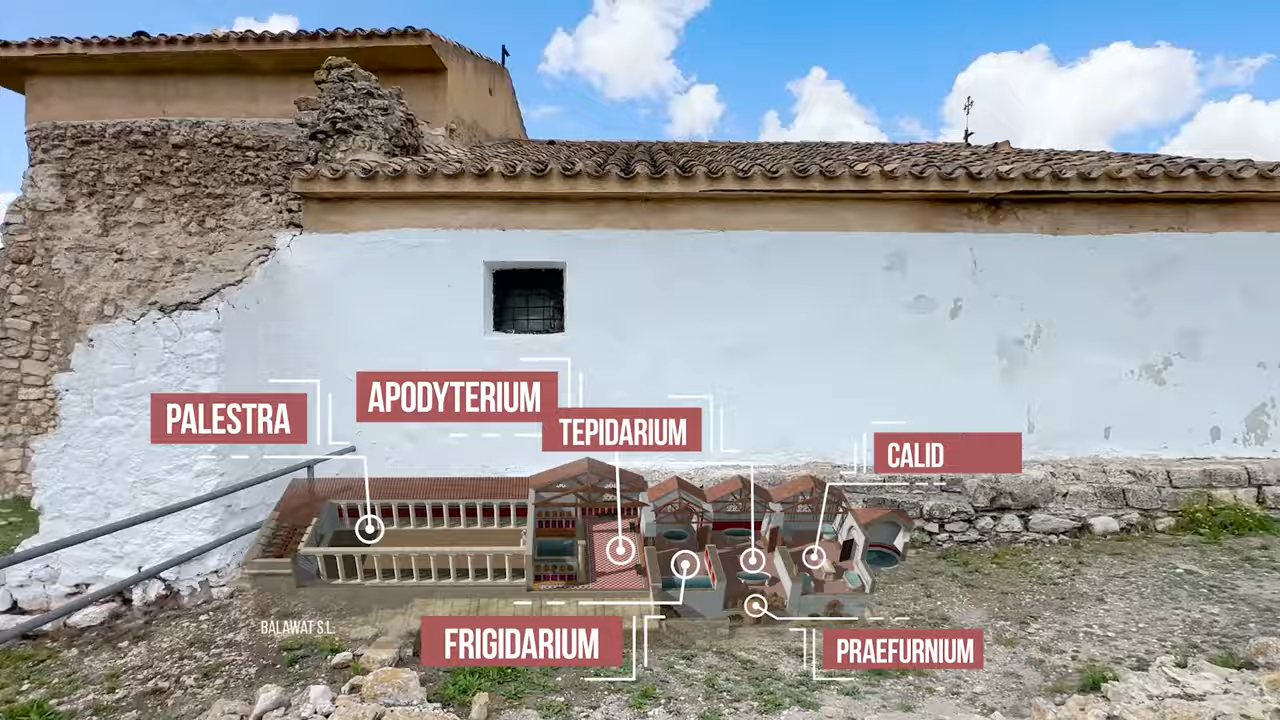 APODYTERIUM
PALESTRA
TEPIDARIUM
CALID
BALAWAT S.L.
FRIGIDARIUM
PRAEFURNIUM